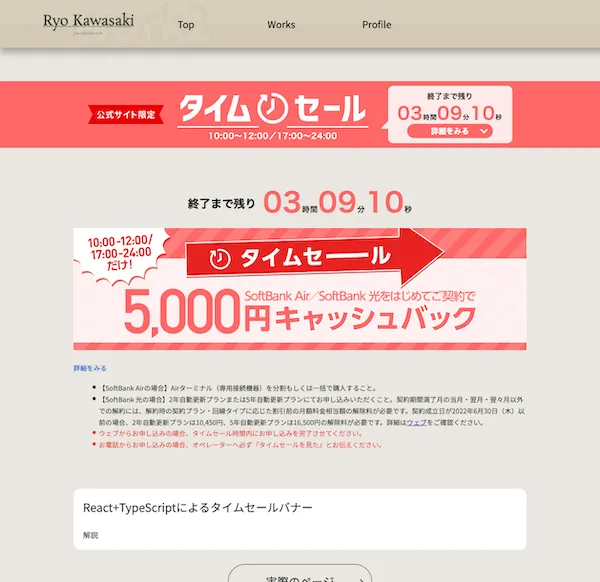 Ryo Kawasaki
Top
Works
Profile
公式サイト限定
タイムセール
10:00〜12:00/17:00〜24:00
終了まで残り
03時間09分10秒
詳細をみる
終了まで残り 03時間09分10秒
10:00-12:00/
17:00-24:00
だけ!
タイムセール
SoftBank Air/SoftBank 光をはじめてご契約で
5,000円キャッシュバック
詳細をみる
【SoftBank Airの場合】Airターミナル（専用接続機器）を分割もしくは一括で購入すること。
【SoftBank 光の場合】2年自動更新プランまたは5年自動更新プランにてお申し込みいただくこと。契約期間満了月の当月・翌月・翌々月以外
での解約には、解約時の契約プラン・回線タイプに応じた割引前の月額料金相当額の解除料が必要です。契約成立日が2022年6月30日（木）以
前の場合、2年自動更新プランは10,450円、5年自動更新プランは16,500円の解除料が必要です。詳細はウェブをご確認ください。
ウェブからお申し込みの場合、タイムセール時間内にお申し込みを完了させてください。
お電話からお申し込みの場合、オペレーターへ必ず『タイムセールを見た』とお伝えください。
React+TypeScriptによるタイムセールバナー
解説
実際のページ